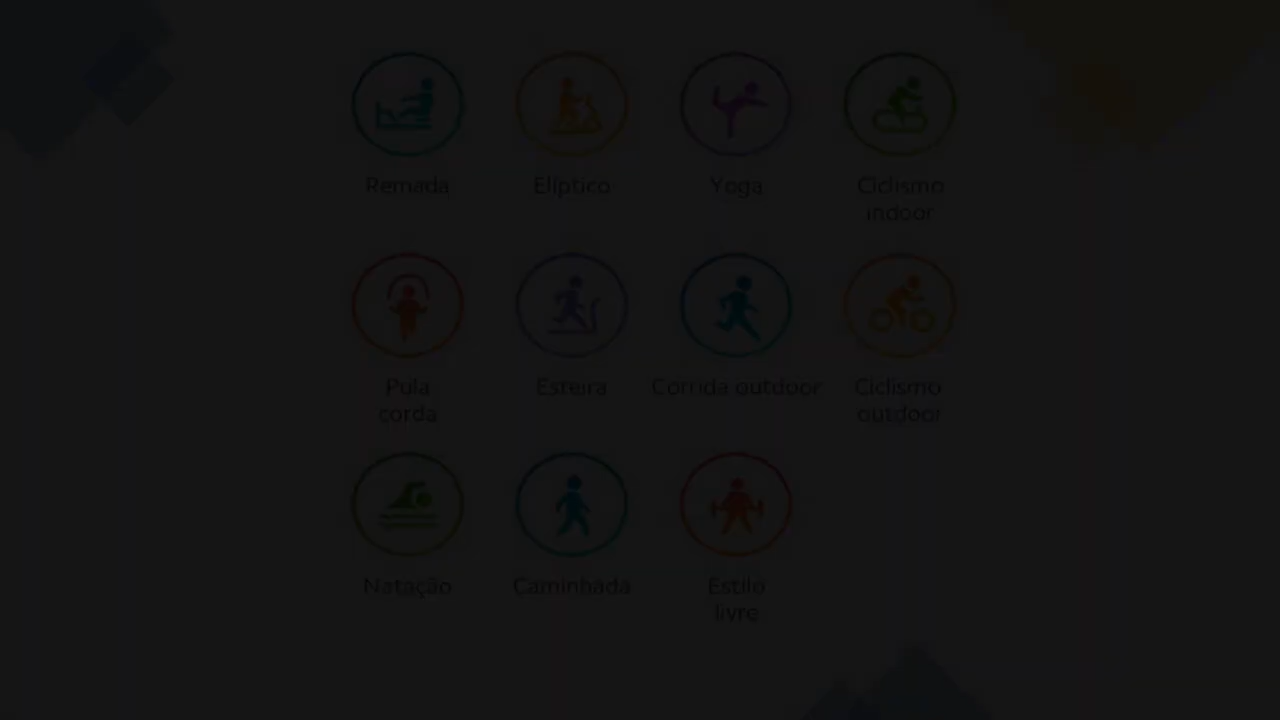 Remada
Elíptico
Yoga
Ciclismo
indoor
Pula
corda
Esteira
Corrida outdoor
Ciclismo
outdoor
Natação
Caminhada
Estilo
livre